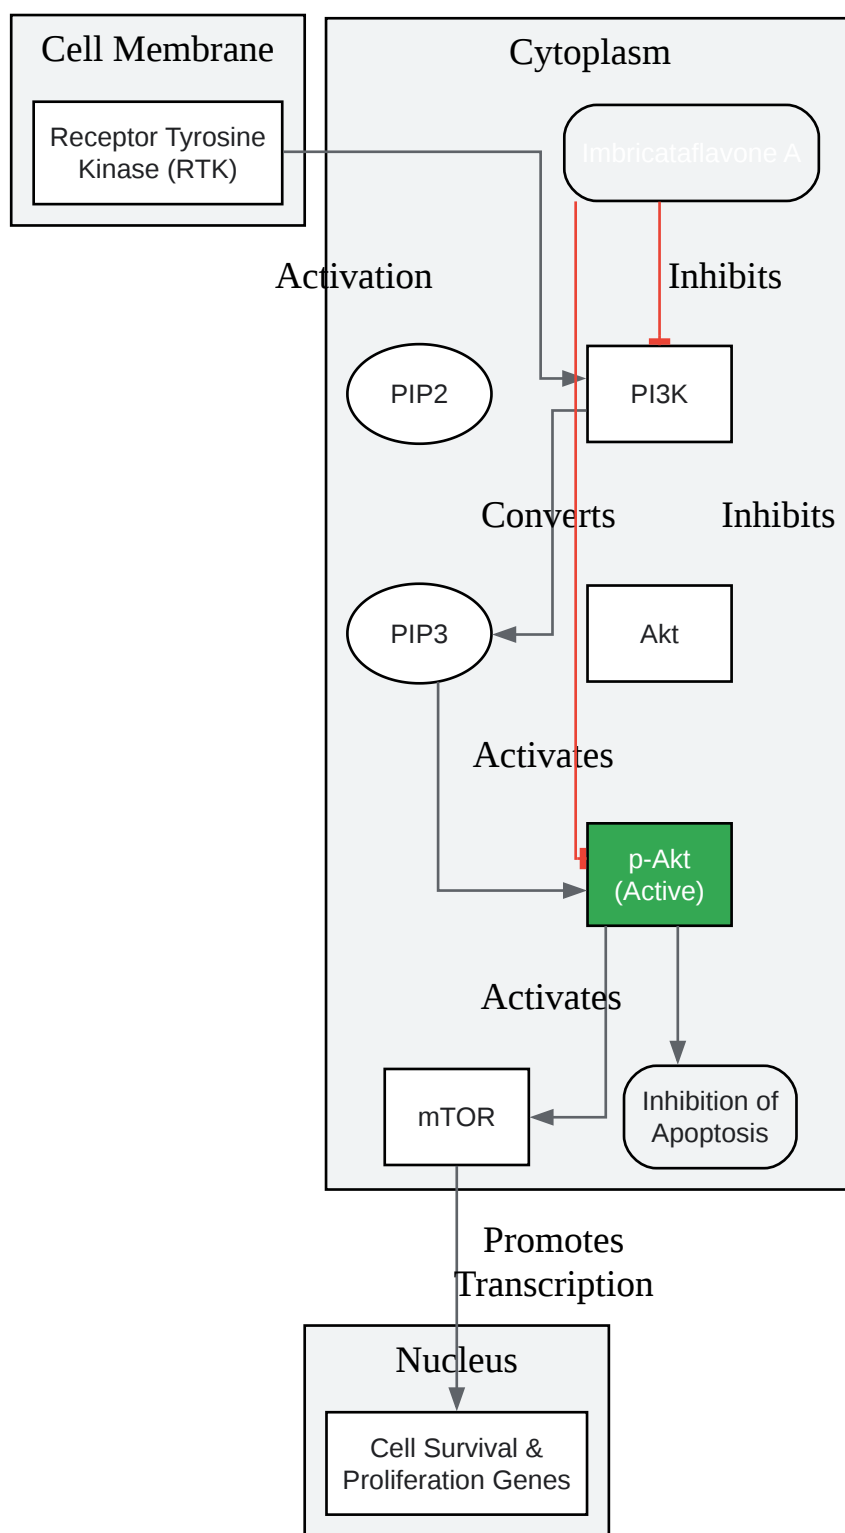 Cell Membrane
Receptor Tyrosine
Kinase (RTK)
Cytoplasm
Imbricataflavone A
Activation
Inhibits
PIP2
PI3K
Converts
Inhibits
PIP3
Akt
Activates
p-Akt
(Active)
Activates
mTOR
Inhibition of
Apoptosis
Promotes
Transcription
Nucleus
Cell Survival &
Proliferation Genes